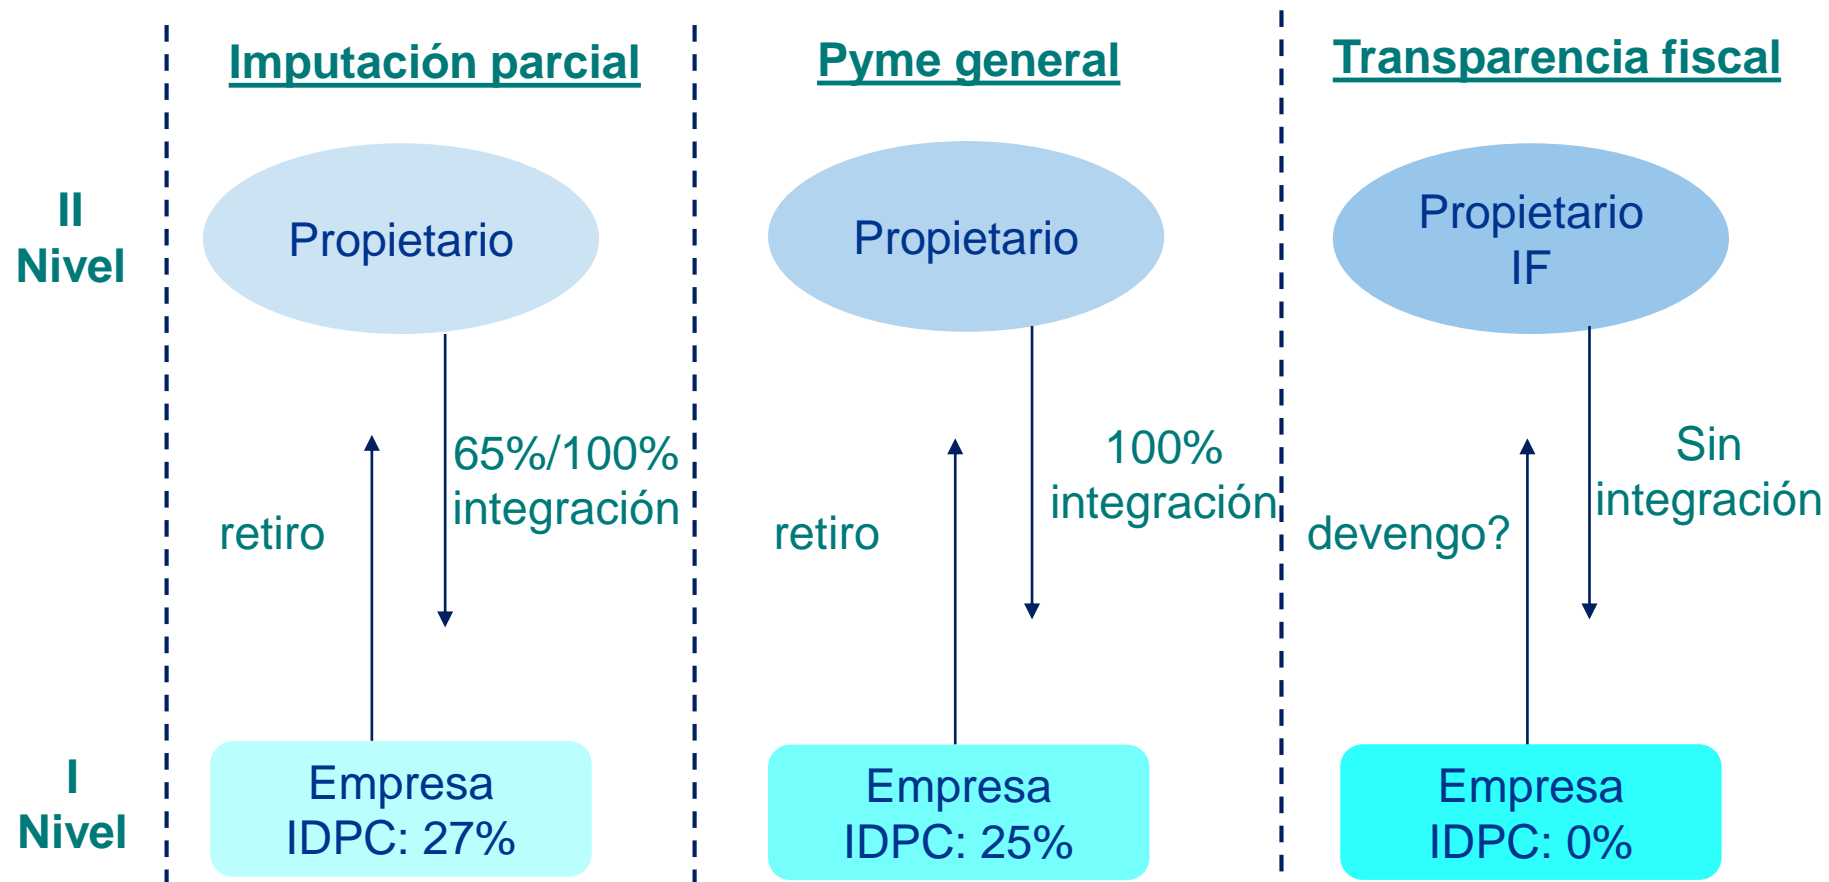 Imputación parcial
Pyme general
Transparencia fiscal
II
Nivel
Propietario
Propietario
Propietario
IF
retiro
65%/100%
integración
retiro
100%
integración
devengo?
Sin
integración
I
Nivel
Empresa
IDPC: 27%
Empresa
IDPC: 25%
Empresa
IDPC: 0%